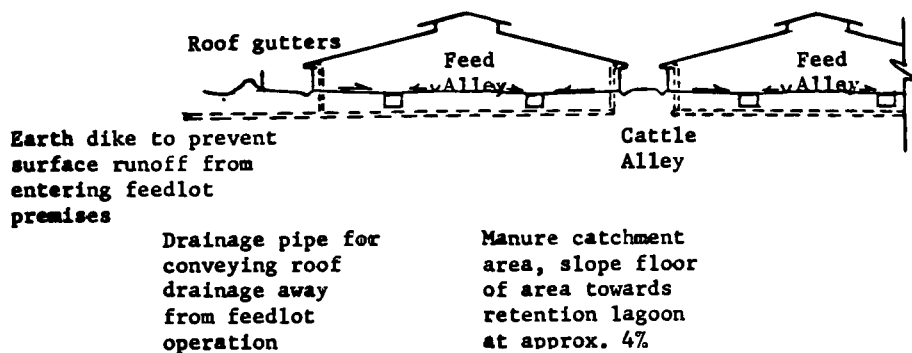 Roof gutters
Feed
Alley
Feed
Alley
Earth dike to prevent
surface runoff from
entering feedlot
premises
Cattle
Alley
Drainage pipe for
conveying roof
drainage away
from feedlot
operation
Manure catchment
area, slope floor
of area towards
retention lagoon
at approx. 4%